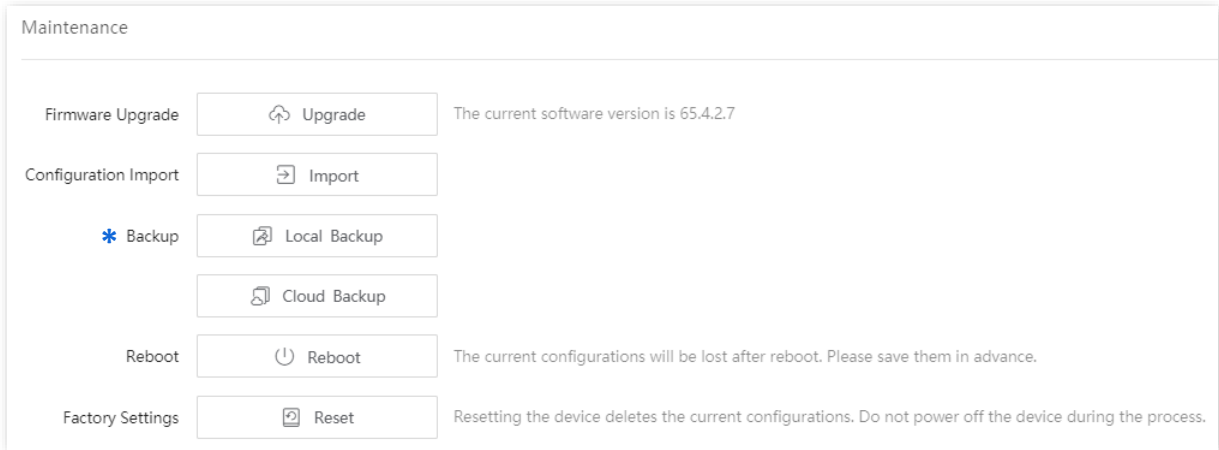 Maintenance
Firmware Upgrade Upgrade The current software version is 65.4.2.7
Configuration Import Import
* Backup Local Backup
Cloud Backup
Reboot Reboot The current configurations will be lost after reboot. Please save them in advance.
Factory Settings Reset Resetting the device deletes the current configurations. Do not power off the device during the process.